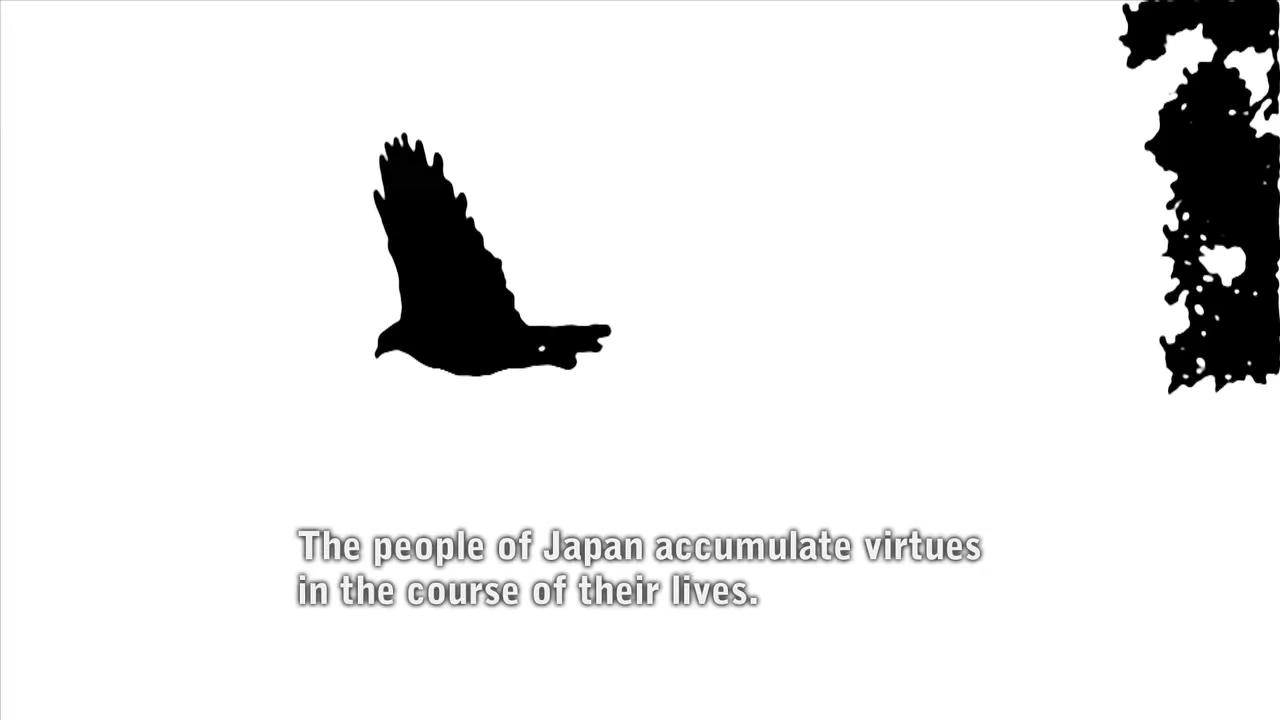 The people of Japan accumulate virtues
in the course of their lives.